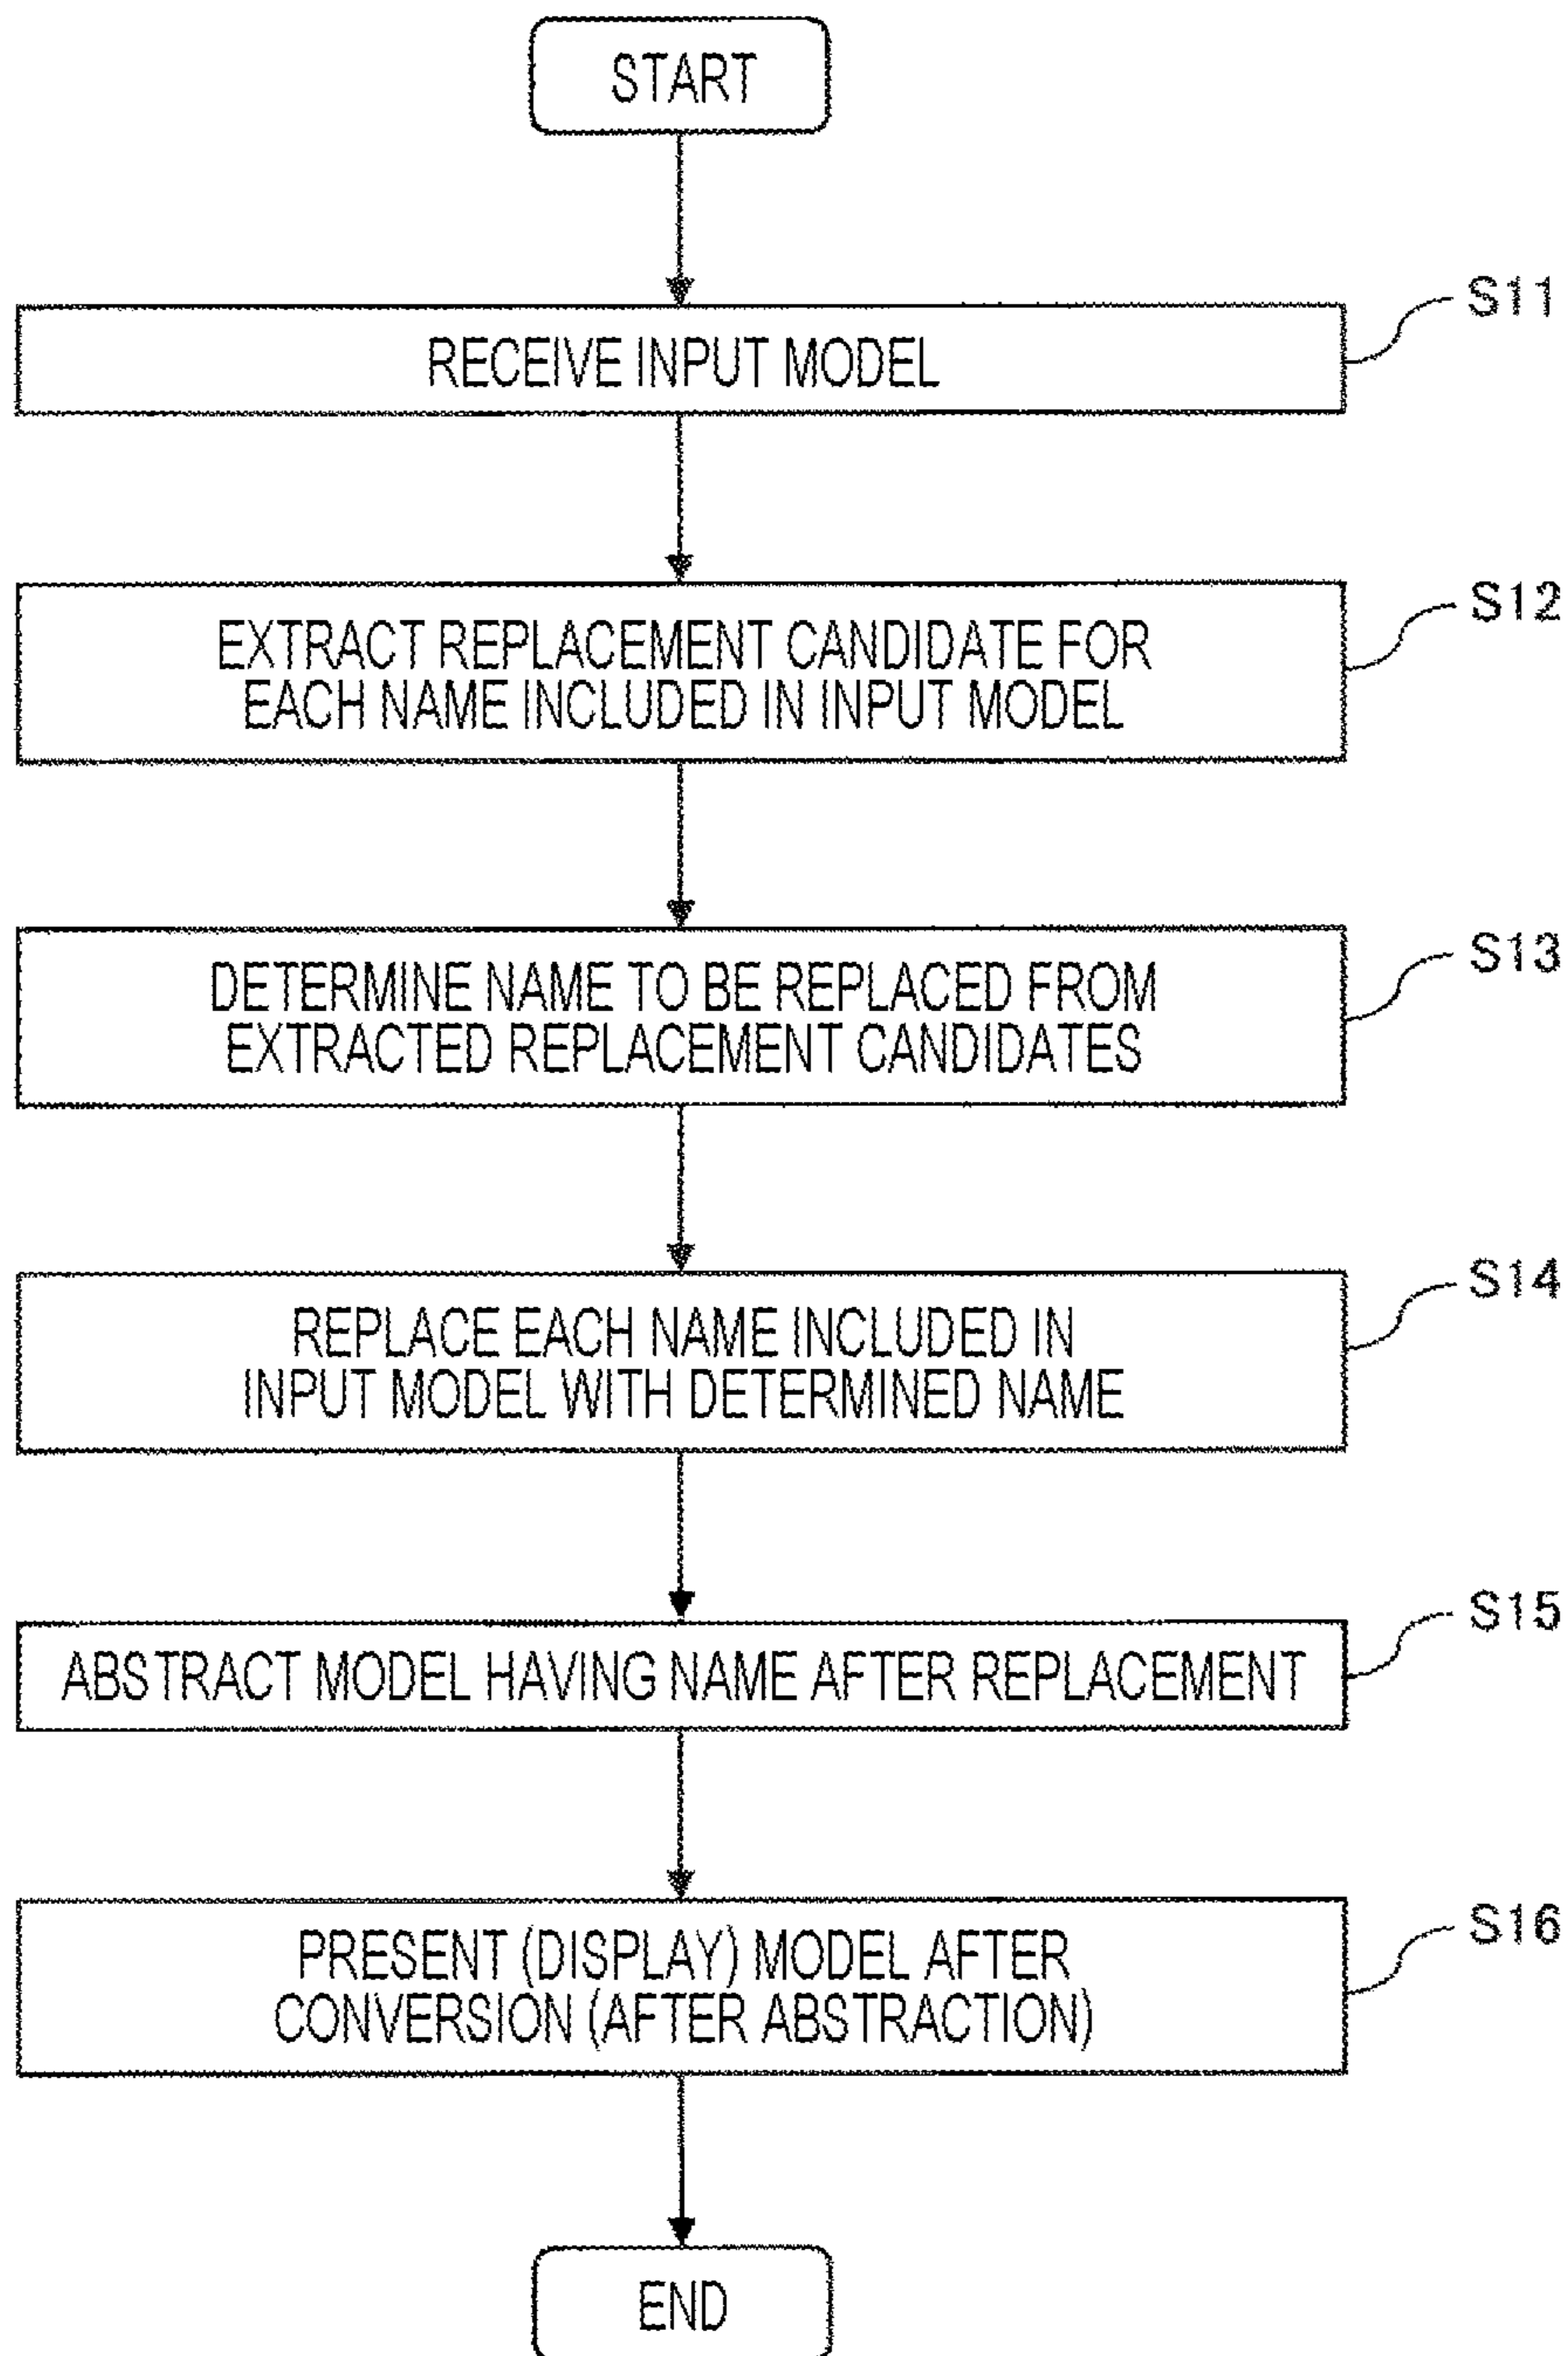 START
S11
RECEIVE INPUT MODEL
S12
EXTRACT REPLACEMENT CANDIDATE FOR
EACH NAME INCLUDED IN INPUT MODEL
S13
DETERMINE NAME TO BE REPLACED FROM
EXTRACTED REPLACEMENT CANDIDATES
S14
REPLACE EACH NAME INCLUDED IN
INPUT MODEL WITH DETERMINED NAME
S15
ABSTRACT MODEL HAVING NAME AFTER REPLACEMENT
S16
PRESENT (DISPLAY) MODEL AFTER
CONVERSION (AFTER ABSTRACTION)
END